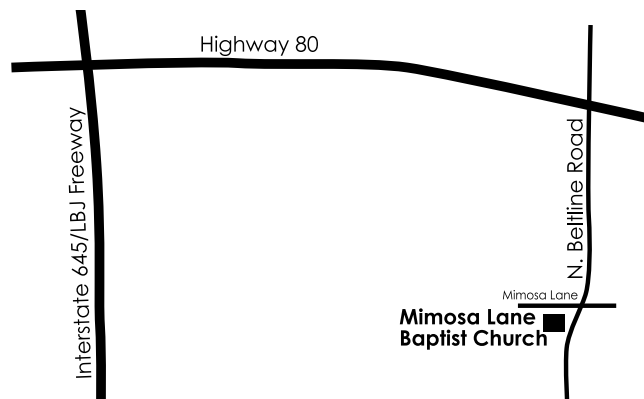 Highway 80
Interstate 645/LBJ Freeway
N. Beltline Road
Mimosa Lane
Mimosa Lane
Baptist Church